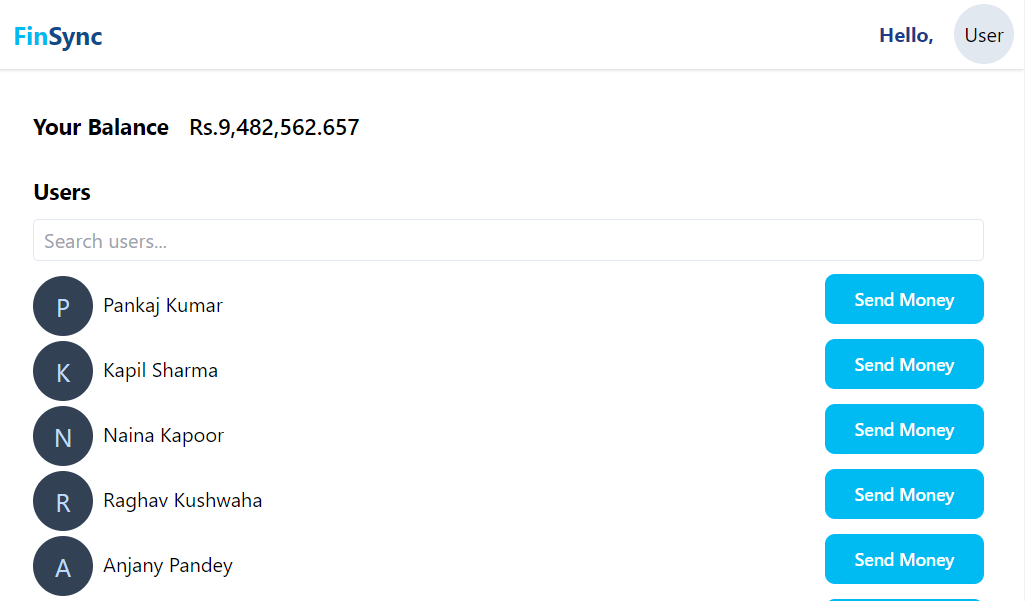 FinSync
Hello,
User
Your Balance Rs.9,482,562.657
Users
Search users...
P Pankaj Kumar Send Money
K Kapil Sharma Send Money
N Naina Kapoor Send Money
R Raghav Kushwaha Send Money
A Anjany Pandey Send Money